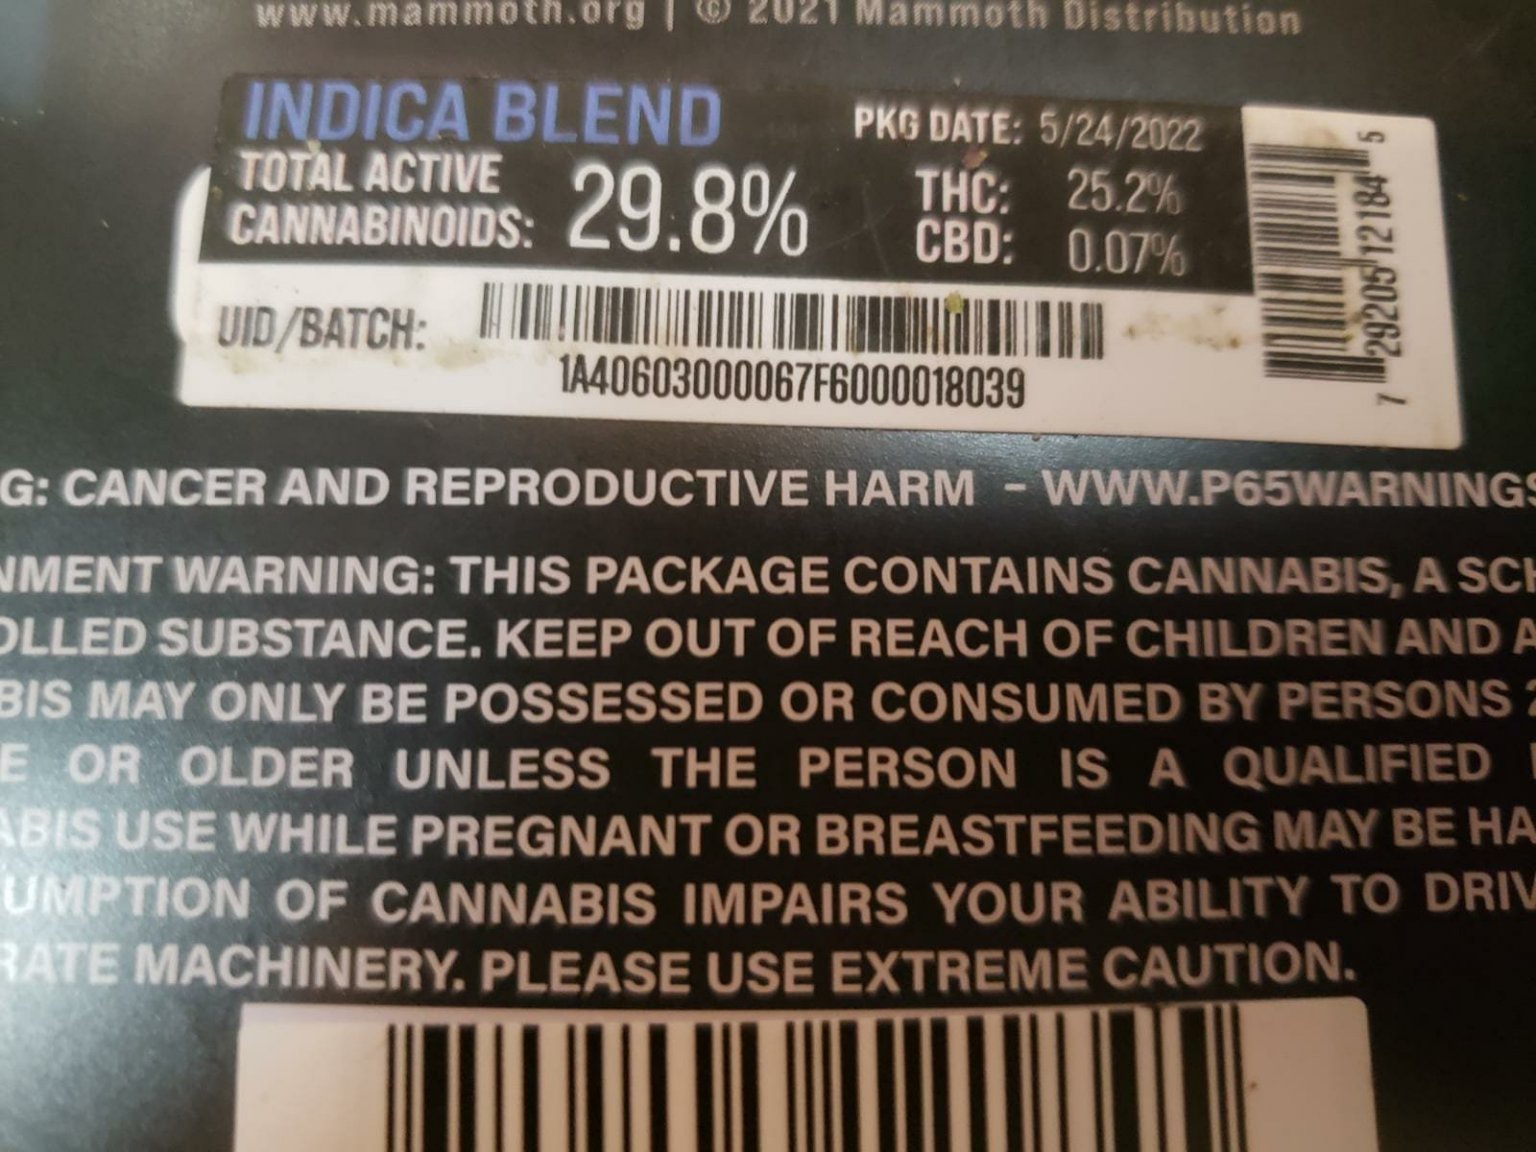 www.mammoth.org | © 2021 Mammoth Distribution
INDICA BLEND
PKG DATE: 5/24/2022
TOTAL ACTIVE
CANNABINOIDS: 29.8%
THC: 25.2%
CBD: 0.07%
7 29205 12184 5
UID/BATCH:
1A40603000067F6000018039
G: CANCER AND REPRODUCTIVE HARM - WWW.P65WARNINGS
NMENT WARNING: THIS PACKAGE CONTAINS CANNABIS, A SCH
OLLED SUBSTANCE. KEEP OUT OF REACH OF CHILDREN AND A
BIS MAY ONLY BE POSSESSED OR CONSUMED BY PERSONS 2
E OR OLDER UNLESS THE PERSON IS A QUALIFIED
ABIS USE WHILE PREGNANT OR BREASTFEEDING MAY BE HA
UMPTION OF CANNABIS IMPAIRS YOUR ABILITY TO DRIV
RATE MACHINERY. PLEASE USE EXTREME CAUTION.